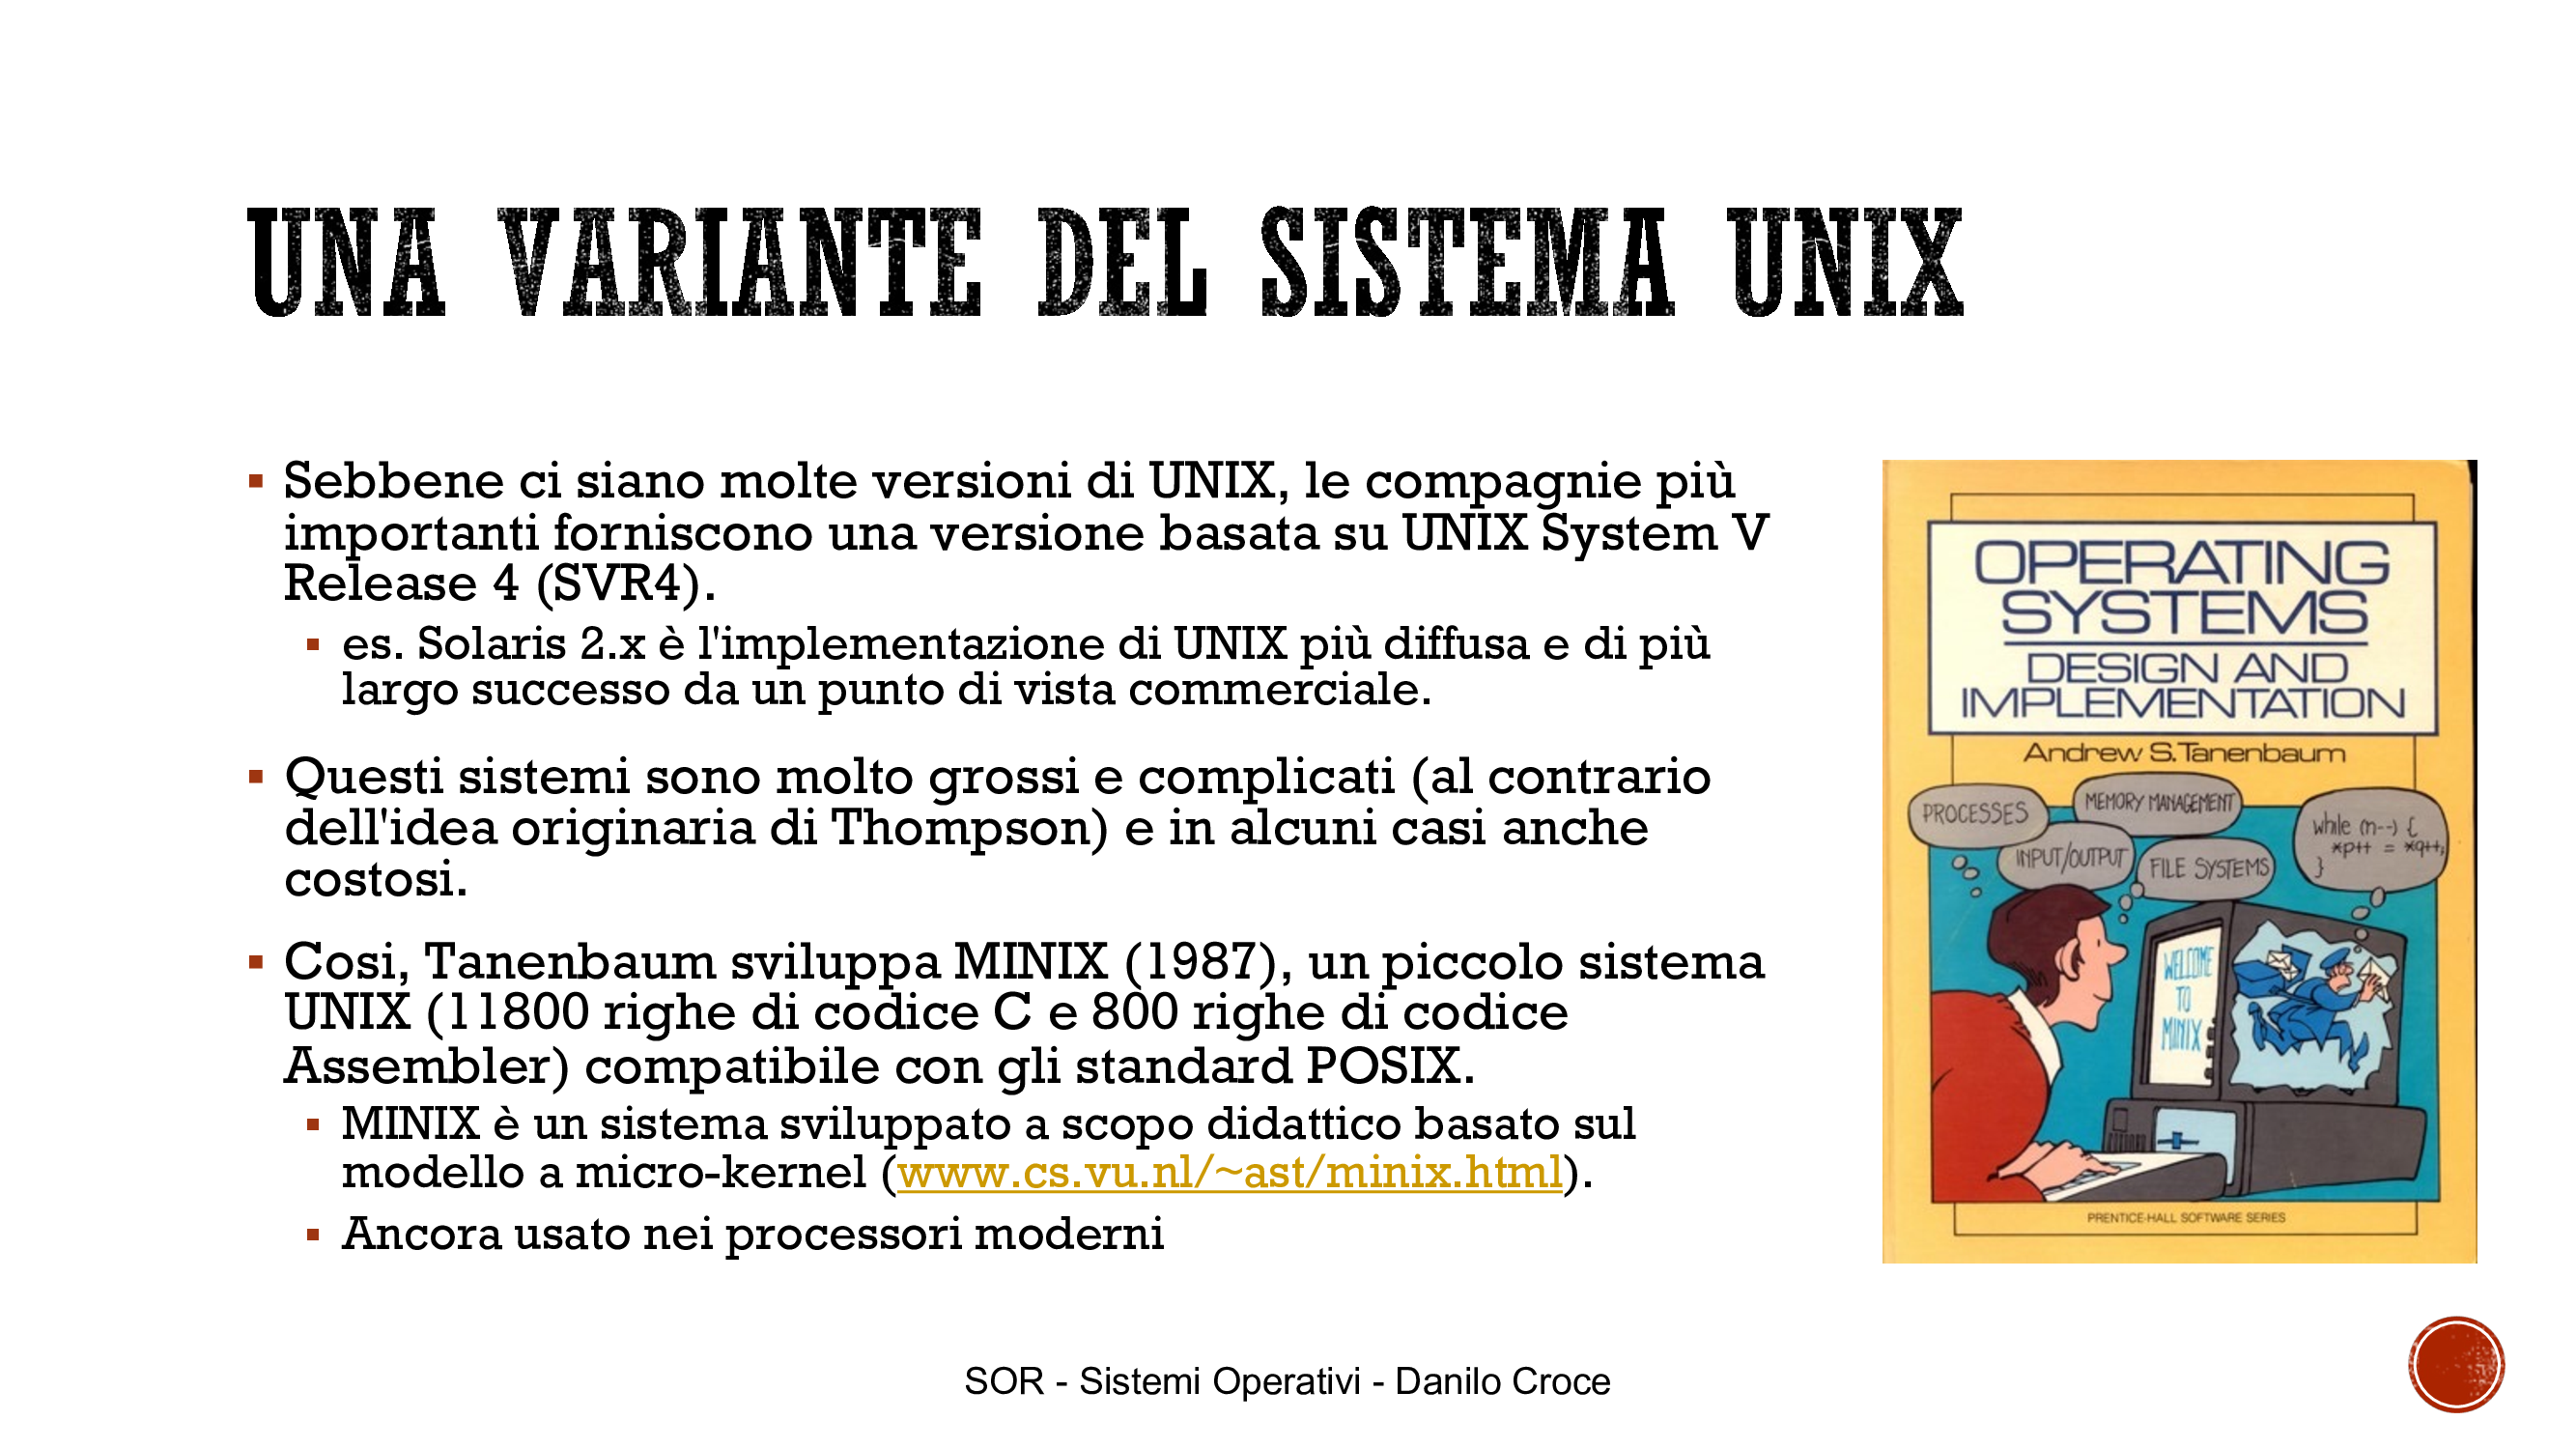 UNA VARIANTE DEL SISTEMA UNIX
▪ Sebbene ci siano molte versioni di UNIX, le compagnie più
importanti forniscono una versione basata su UNIX System V
Release 4 (SVR4).
▪ es. Solaris 2.x è l'implementazione di UNIX più diffusa e di più
largo successo da un punto di vista commerciale.
▪ Questi sistemi sono molto grossi e complicati (al contrario
dell'idea originaria di Thompson) e in alcuni casi anche
costosi.
▪ Cosi, Tanenbaum sviluppa MINIX (1987), un piccolo sistema
UNIX (11800 righe di codice C e 800 righe di codice
Assembler) compatibile con gli standard POSIX.
▪ MINIX è un sistema sviluppato a scopo didattico basato sul
modello a micro-kernel (www.cs.vu.nl/~ast/minix.html).
▪ Ancora usato nei processori moderni
OPERATING
SYSTEMS
DESIGN AND
IMPLEMENTATION
Andrew S. Tanenbaum
PROCESSES
MEMORY MANAGEMENT
INPUT/OUTPUT
FILE SYSTEMS
while (n--) {
*p++ = *q++;
}
WELCOME
TO
MINIX
PRENTICE-HALL SOFTWARE SERIES
SOR - Sistemi Operativi - Danilo Croce